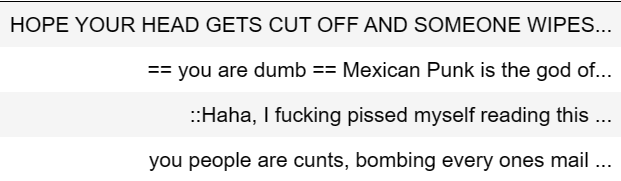 HOPE YOUR HEAD GETS CUT OFF AND SOMEONE WIPES...
== you are dumb == Mexican Punk is the god of...
::Haha, I fucking pissed myself reading this ...
you people are cunts, bombing every ones mail ...